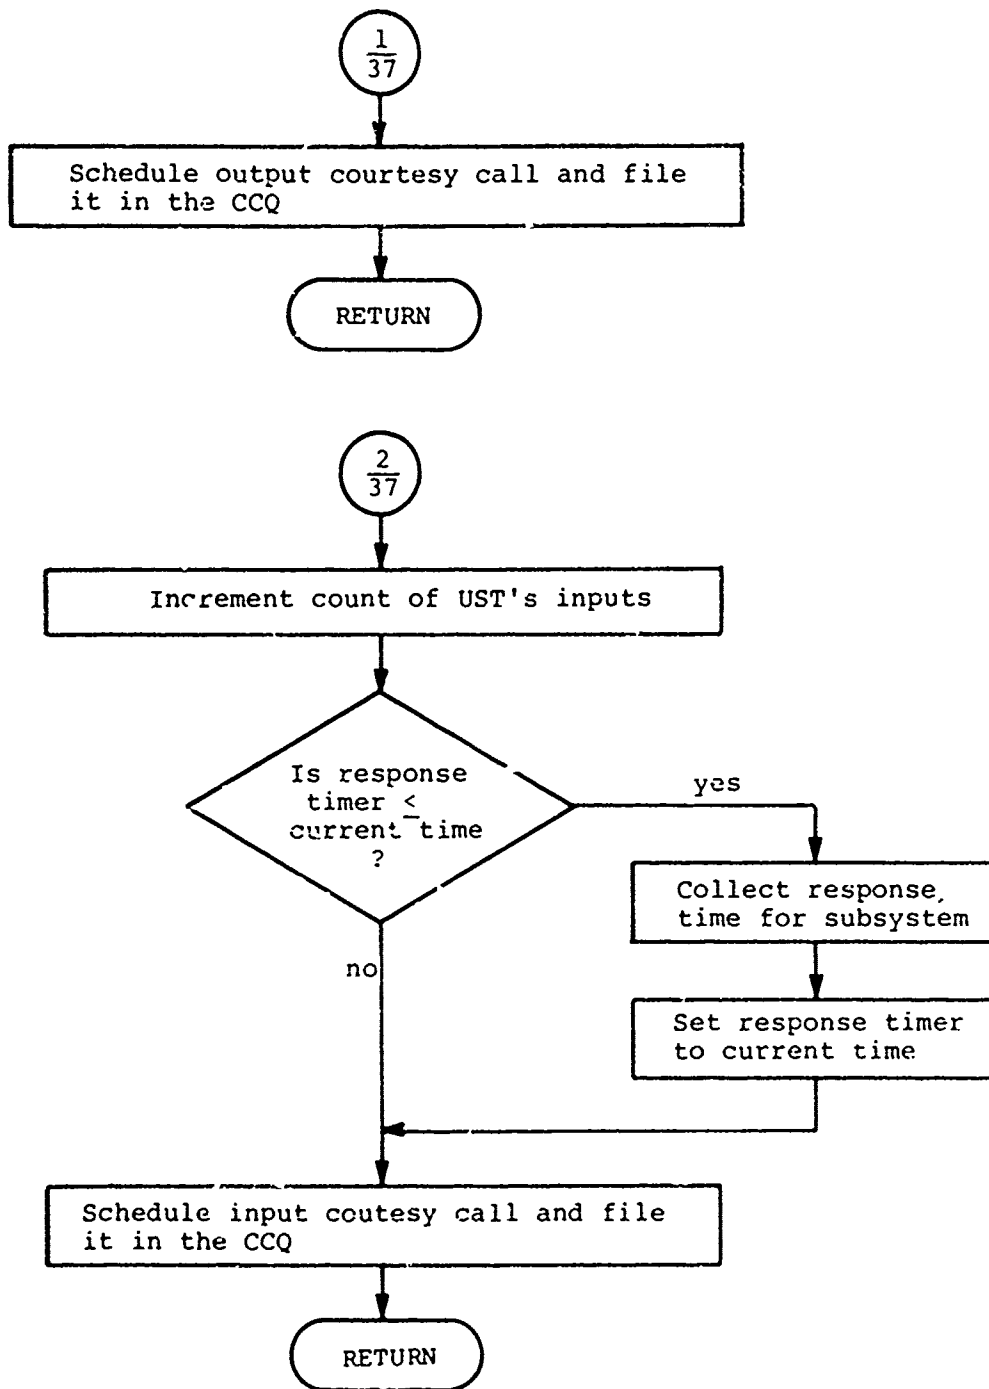 1
37
Schedule output courtesy call and file
it in the CCQ
RETURN
2
37
Increment count of UST's inputs
Is response
timer ≤
current time
?
yes
Collect response
time for subsystem
no
Set response timer
to current time
Schedule input coutesy call and file
it in the CCQ
RETURN